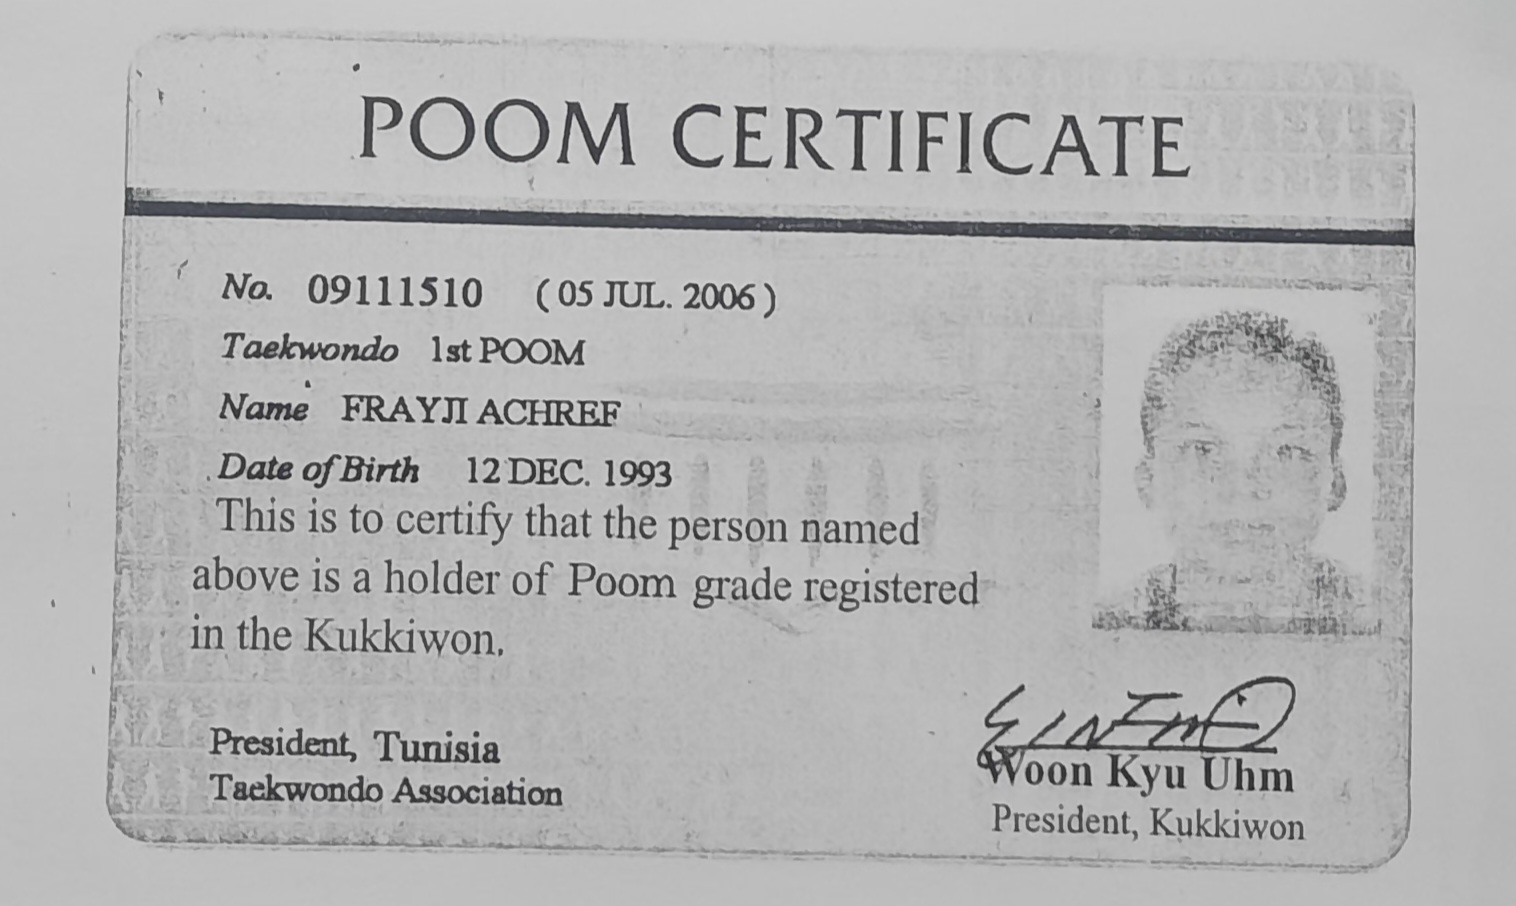 POOM CERTIFICATE
No. 09111510 (05 JUL. 2006)
Taekwondo 1st POOM
Name FRAYJI ACHREF
Date of Birth 12 DEC. 1993
This is to certify that the person named
above is a holder of Poom grade registered
in the Kukkiwon.
President, Tunisia
Taekwondo Association
Woon Kyu Uhm
President, Kukkiwon